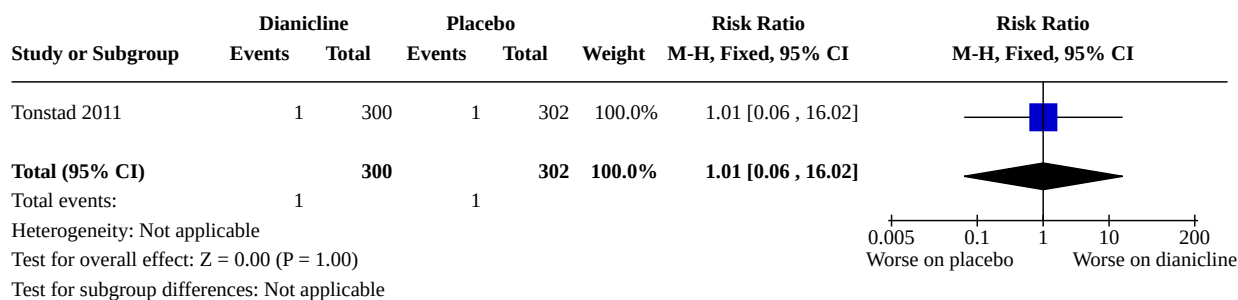 Dianicline Placebo Risk Ratio Risk Ratio
Study or Subgroup Events Total Events Total Weight M-H, Fixed, 95% CI M-H, Fixed, 95% CI
Tonstad 2011 1 300 1 302 100.0% 1.01 [0.06 , 16.02]
Total (95% CI) 300 302 100.0% 1.01 [0.06 , 16.02]
Total events: 1 1
Heterogeneity: Not applicable 0.005 0.1 1 10 200
Test for overall effect: Z = 0.00 (P = 1.00) Worse on placebo Worse on dianicline
Test for subgroup differences: Not applicable